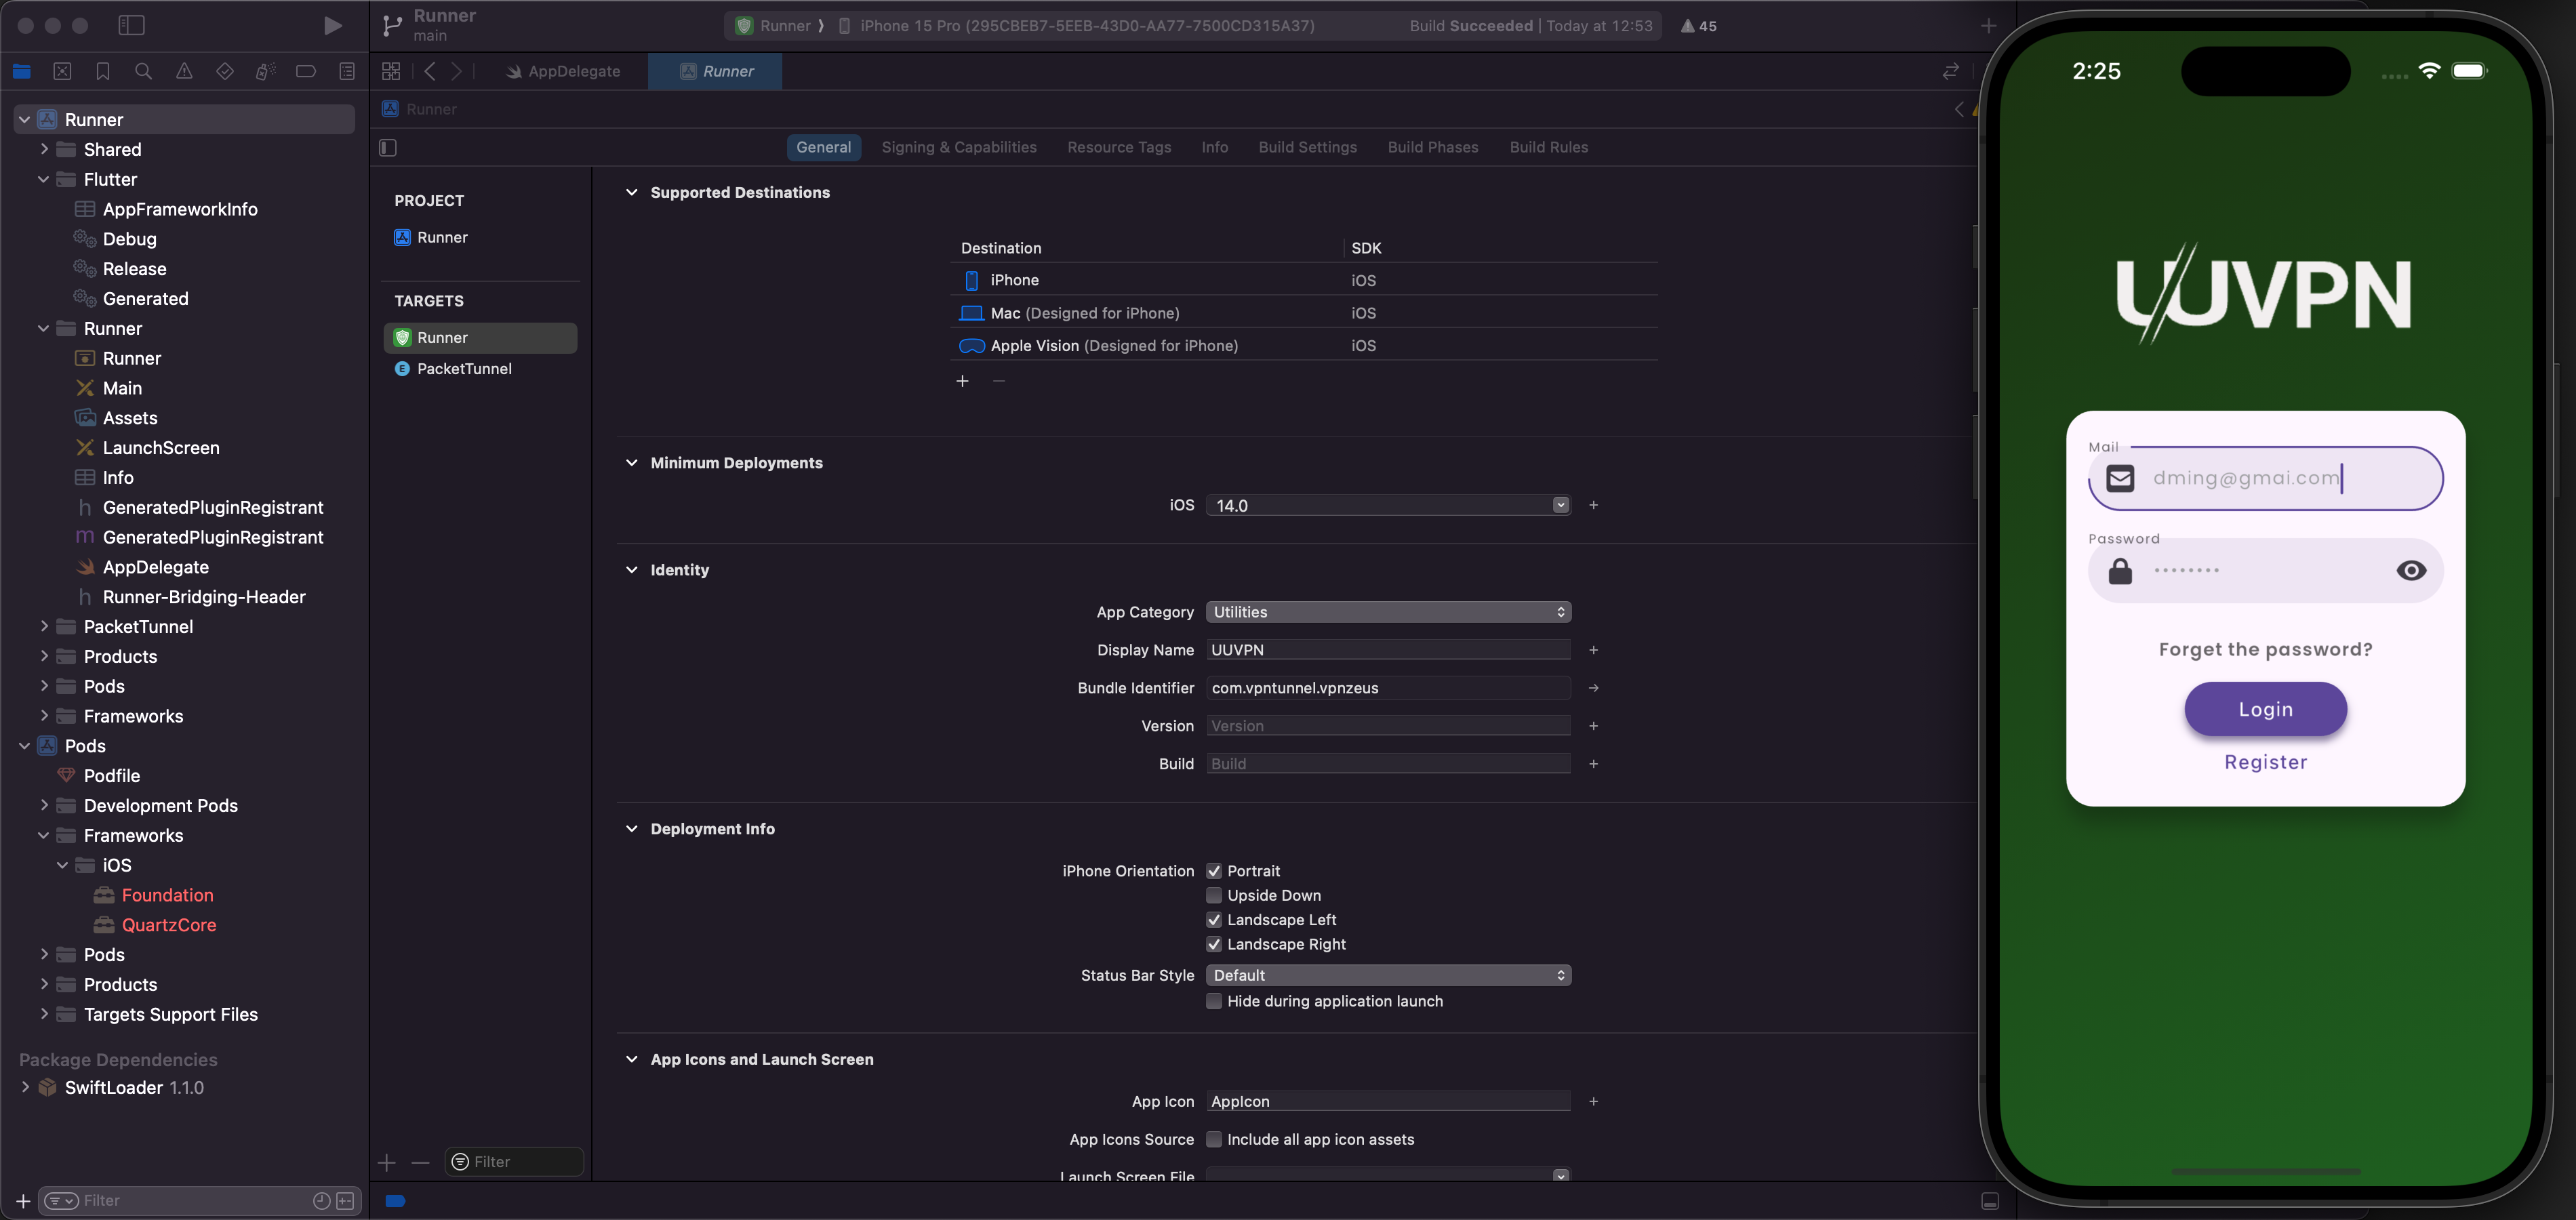 Runner
main
Runner ⟩ iPhone 15 Pro (295CBEB7-5EEB-43D0-AA77-7500CD315A37)
Build Succeeded | Today at 12:53
45
AppDelegate
Runner
Runner
General
Signing & Capabilities
Resource Tags
Info
Build Settings
Build Phases
Build Rules
Runner
Shared
Flutter
AppFrameworkInfo
Debug
Release
Generated
Runner
Runner
Main
Assets
LaunchScreen
Info
h GeneratedPluginRegistrant
m GeneratedPluginRegistrant
AppDelegate
h Runner-Bridging-Header
PacketTunnel
Products
Pods
Frameworks
Pods
Podfile
Development Pods
Frameworks
iOS
Foundation
QuartzCore
Pods
Products
Targets Support Files
Package Dependencies
SwiftLoader 1.1.0
Filter
PROJECT
Runner
TARGETS
Runner
E PacketTunnel
Filter
Supported Destinations
Destination SDK
iPhone iOS
Mac (Designed for iPhone) iOS
Apple Vision (Designed for iPhone) iOS
Minimum Deployments
iOS 14.0
Identity
App Category Utilities
Display Name UUVPN
Bundle Identifier com.vpntunnel.vpnzeus
Version Version
Build Build
Deployment Info
iPhone Orientation Portrait
Upside Down
Landscape Left
Landscape Right
Status Bar Style Default
Hide during application launch
App Icons and Launch Screen
App Icon AppIcon
App Icons Source Include all app icon assets
Launch Screen File
2:25
UUVPN
Mail
dming@gmai.com
Password
••••••••
Forget the password?
Login
Register